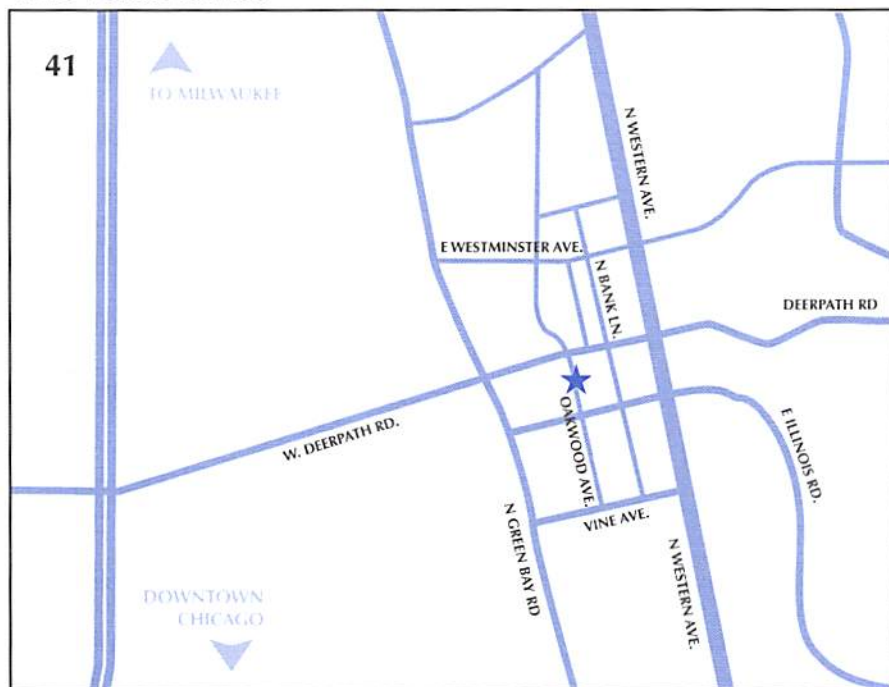 41
TO MILWAUKEE
N WESTERN AVE.
E WESTMINSTER AVE.
N BANK LN.
DEERPATH RD
OAKWOOD AVE.
W. DEERPATH RD.
E ILLINOIS RD.
N GREEN BAY RD
VINE AVE.
N WESTERN AVE.
DOWNTOWN
CHICAGO